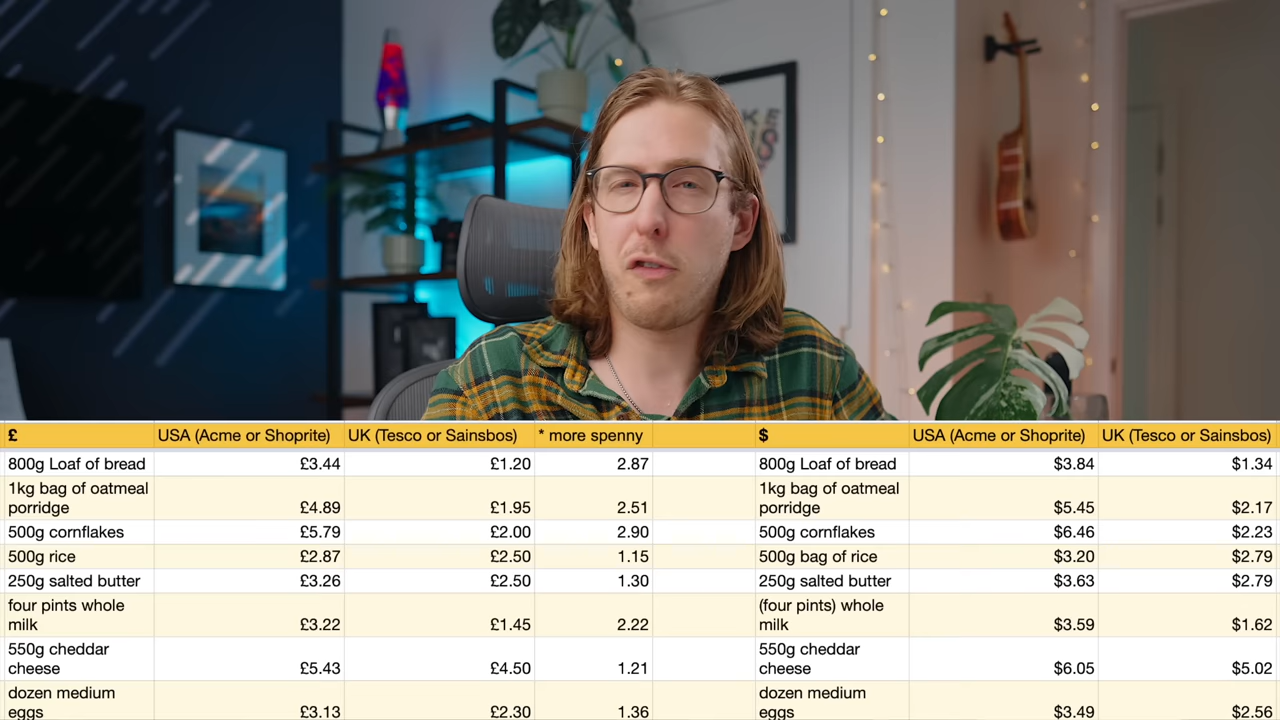 £ USA (Acme or Shoprite) UK (Tesco or Sainsbos) * more spenny $ USA (Acme or Shoprite) UK (Tesco or Sainsbos)
800g Loaf of bread £3.44 £1.20 2.87 800g Loaf of bread $3.84 $1.34
1kg bag of oatmeal 1kg bag of oatmeal
porridge £4.89 £1.95 2.51 porridge $5.45 $2.17
500g cornflakes £5.79 £2.00 2.90 500g cornflakes $6.46 $2.23
500g rice £2.87 £2.50 1.15 500g bag of rice $3.20 $2.79
250g salted butter £3.26 £2.50 1.30 250g salted butter $3.63 $2.79
four pints whole (four pints) whole
milk £3.22 £1.45 2.22 milk $3.59 $1.62
550g cheddar 550g cheddar
cheese £5.43 £4.50 1.21 cheese $6.05 $5.02
dozen medium dozen medium
eggs £3.13 £2.30 1.36 eggs $3.49 $2.56